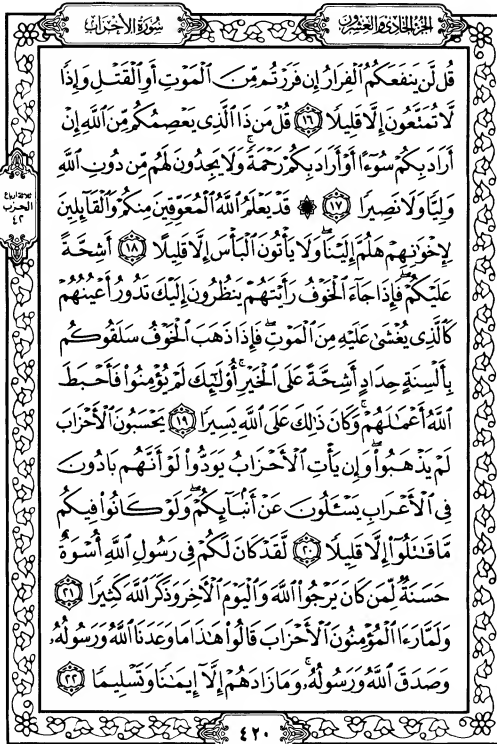 الجزء الحادي والعشرون
سورة الأحزاب
قُل لَّن يَنفَعَكُمُ ٱلْفِرَارُ إِن فَرَرْتُم مِّنَ ٱلْمَوْتِ أَوِ ٱلْقَتْلِ وَإِذًا
لَّا تُمَتَّعُونَ إِلَّا قَلِيلًا ١٦ قُلْ مَن ذَا ٱلَّذِي يَعْصِمُكُم مِّنَ ٱللَّهِ إِنْ
أَرَادَ بِكُمْ سُوٓءًا أَوْ أَرَادَ بِكُمْ رَحْمَةً ۚ وَلَا يَجِدُونَ لَهُم مِّن دُونِ ٱللَّهِ
وَلِيًّا وَلَا نَصِيرًا ١٧ ۞ قَدْ يَعْلَمُ ٱللَّهُ ٱلْمُعَوِّقِينَ مِنكُمْ وَٱلْقَآئِلِينَ
ثلاثة أرباع
الحزب
٤٢
لِإِخْوَٰنِهِمْ هَلُمَّ إِلَيْنَا ۖ وَلَا يَأْتُونَ ٱلْبَأْسَ إِلَّا قَلِيلًا ١٨ أَشِحَّةً
عَلَيْكُمْ ۖ فَإِذَا جَآءَ ٱلْخَوْفُ رَأَيْتَهُمْ يَنظُرُونَ إِلَيْكَ تَدُورُ أَعْيُنُهُمْ
كَٱلَّذِي يُغْشَىٰ عَلَيْهِ مِنَ ٱلْمَوْتِ ۖ فَإِذَا ذَهَبَ ٱلْخَوْفُ سَلَقُوكُم
بِأَلْسِنَةٍ حِدَادٍ أَشِحَّةً عَلَى ٱلْخَيْرِ ۚ أُو۟لَٰٓئِكَ لَمْ يُؤْمِنُوا۟ فَأَحْبَطَ
ٱللَّهُ أَعْمَٰلَهُمْ ۚ وَكَانَ ذَٰلِكَ عَلَى ٱللَّهِ يَسِيرًا ١٩ يَحْسَبُونَ ٱلْأَحْزَابَ
لَمْ يَذْهَبُوا۟ ۖ وَإِن يَأْتِ ٱلْأَحْزَابُ يَوَدُّوا۟ لَوْ أَنَّهُم بَادُونَ
فِي ٱلْأَعْرَابِ يَسْـَٔلُونَ عَنْ أَنۢبَآئِكُمْ ۖ وَلَوْ كَانُوا۟ فِيكُم
مَّا قَٰتَلُوٓا۟ إِلَّا قَلِيلًا ٢٠ لَّقَدْ كَانَ لَكُمْ فِي رَسُولِ ٱللَّهِ أُسْوَةٌ
حَسَنَةٌ لِّمَن كَانَ يَرْجُوا۟ ٱللَّهَ وَٱلْيَوْمَ ٱلْـَٔاخِرَ وَذَكَرَ ٱللَّهَ كَثِيرًا ٢١
وَلَمَّا رَءَا ٱلْمُؤْمِنُونَ ٱلْأَحْزَابَ قَالُوا۟ هَٰذَا مَا وَعَدَنَا ٱللَّهُ وَرَسُولُهُۥ
وَصَدَقَ ٱللَّهُ وَرَسُولُهُۥ ۚ وَمَا زَادَهُمْ إِلَّآ إِيمَٰنًا وَتَسْلِيمًا ٢٢
٤٢٠